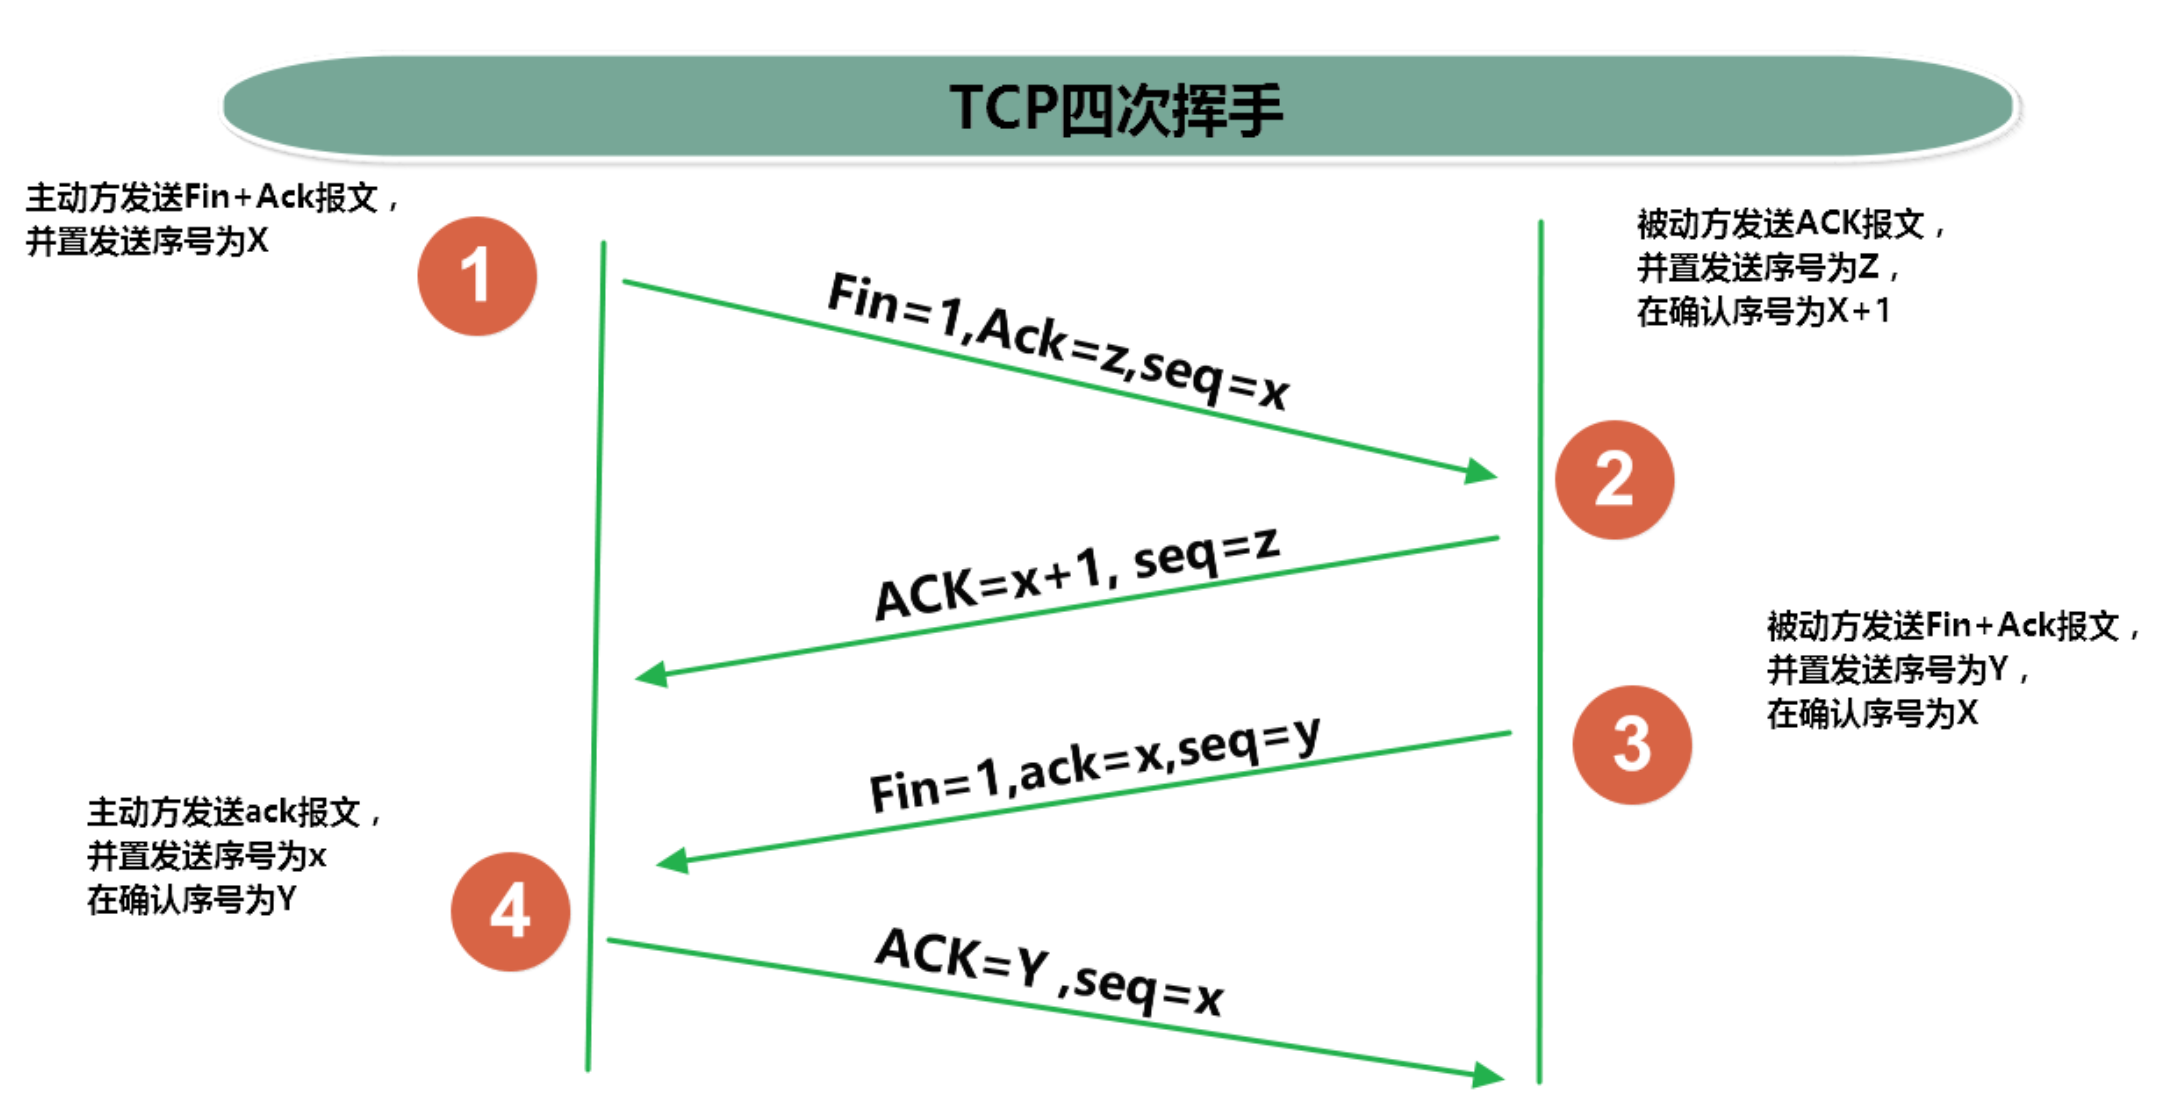 TCP四次挥手
主动方发送Fin+Ack报文，
并置发送序号为X
1
被动方发送ACK报文，
并置发送序号为Z，
在确认序号为X+1
Fin=1,Ack=z,seq=x
2
ACK=x+1, seq=z
被动方发送Fin+Ack报文，
并置发送序号为Y，
在确认序号为X
3
Fin=1,ack=x,seq=y
主动方发送ack报文，
并置发送序号为x
在确认序号为Y
4
ACK=Y ,seq=x